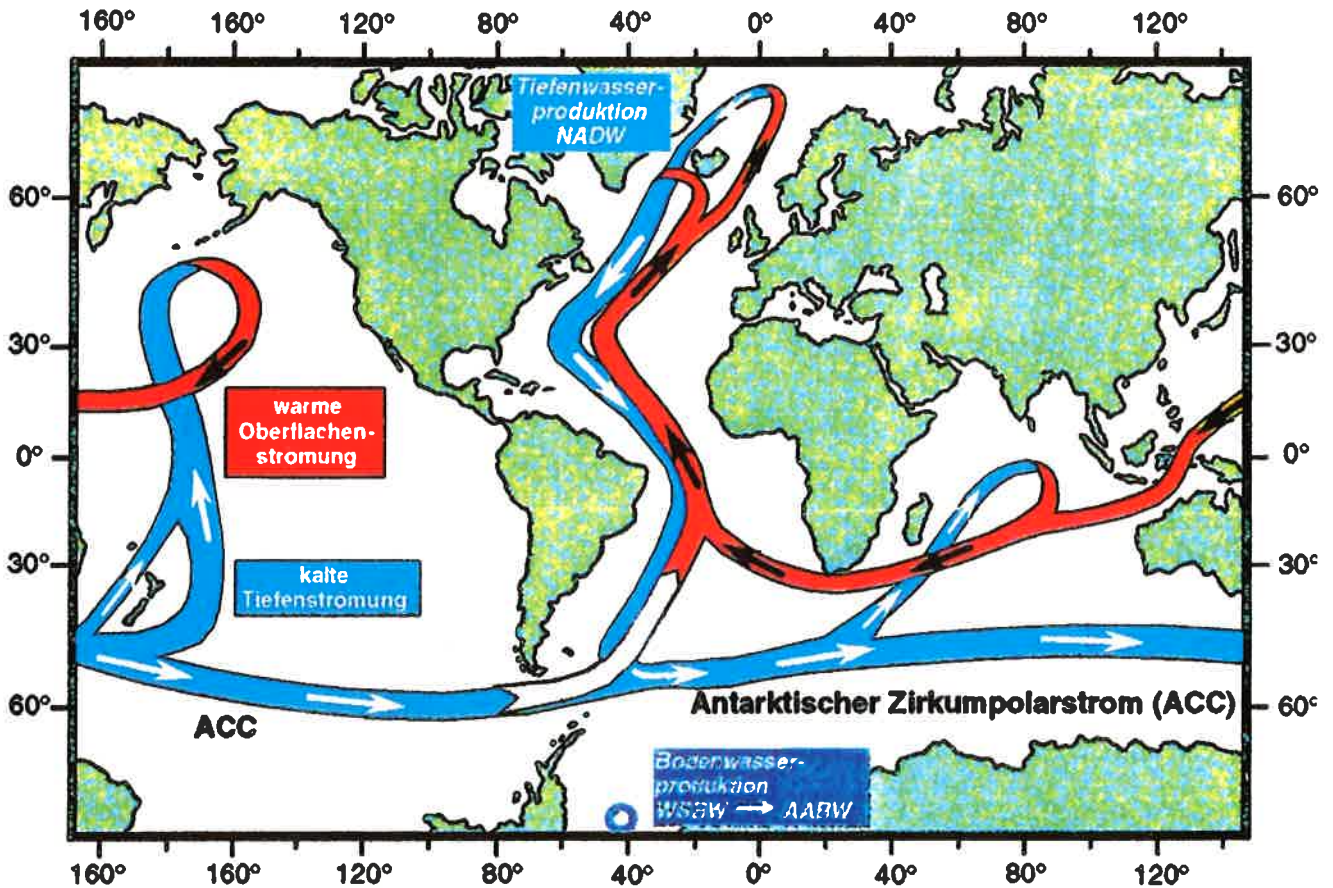 160° 160° 120° 80° 40° 0° 40° 80° 120°
Tiefenwasser-
produktion
NADW
60° 60°
30° 30°
warme
Oberflachen-
stromung
0° 0°
30° 30°
kalte
Tiefenströmung
60° 60°
Antarktischer Zirkumpolarstrom (ACC)
ACC
Bodenwasser-
produktion
WSBW → AABW
160° 160° 120° 80° 40° 0° 40° 80° 120°